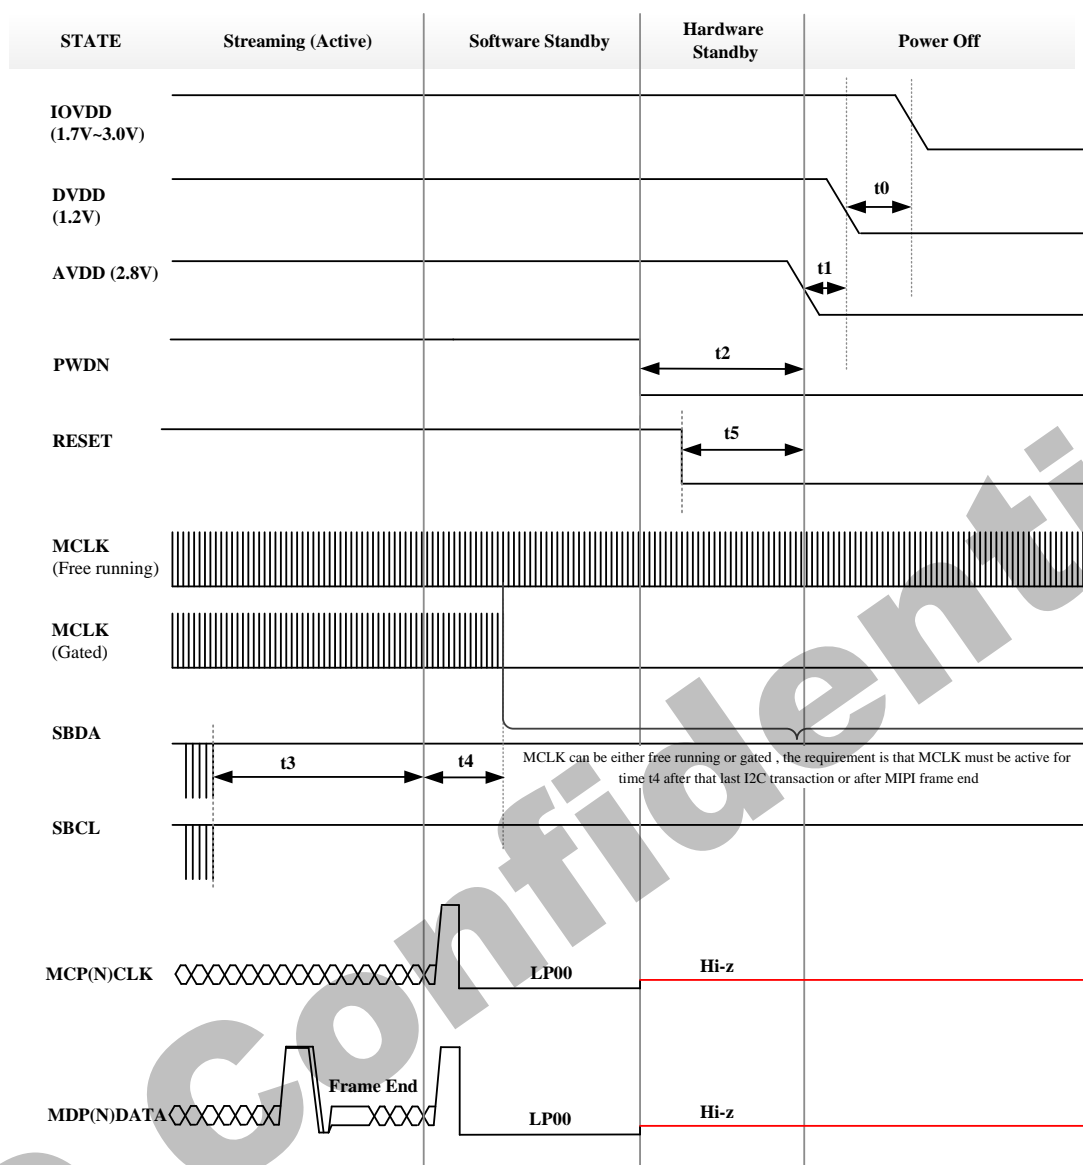 STATE Streaming (Active) Software Standby Hardware Standby Power Off
IOVDD
(1.7V~3.0V)
DVDD
(1.2V)
t0
AVDD (2.8V)
t1
PWDN
t2
RESET
t5
MCLK
(Free running)
MCLK
(Gated)
SBDA
MCLK can be either free running or gated , the requirement is that MCLK must be active for
time t4 after that last I2C transaction or after MIPI frame end
t3
t4
SBCL
MCP(N)CLK
LP00
Hi-z
Frame End
MDP(N)DATA
LP00
Hi-z
Confidenti